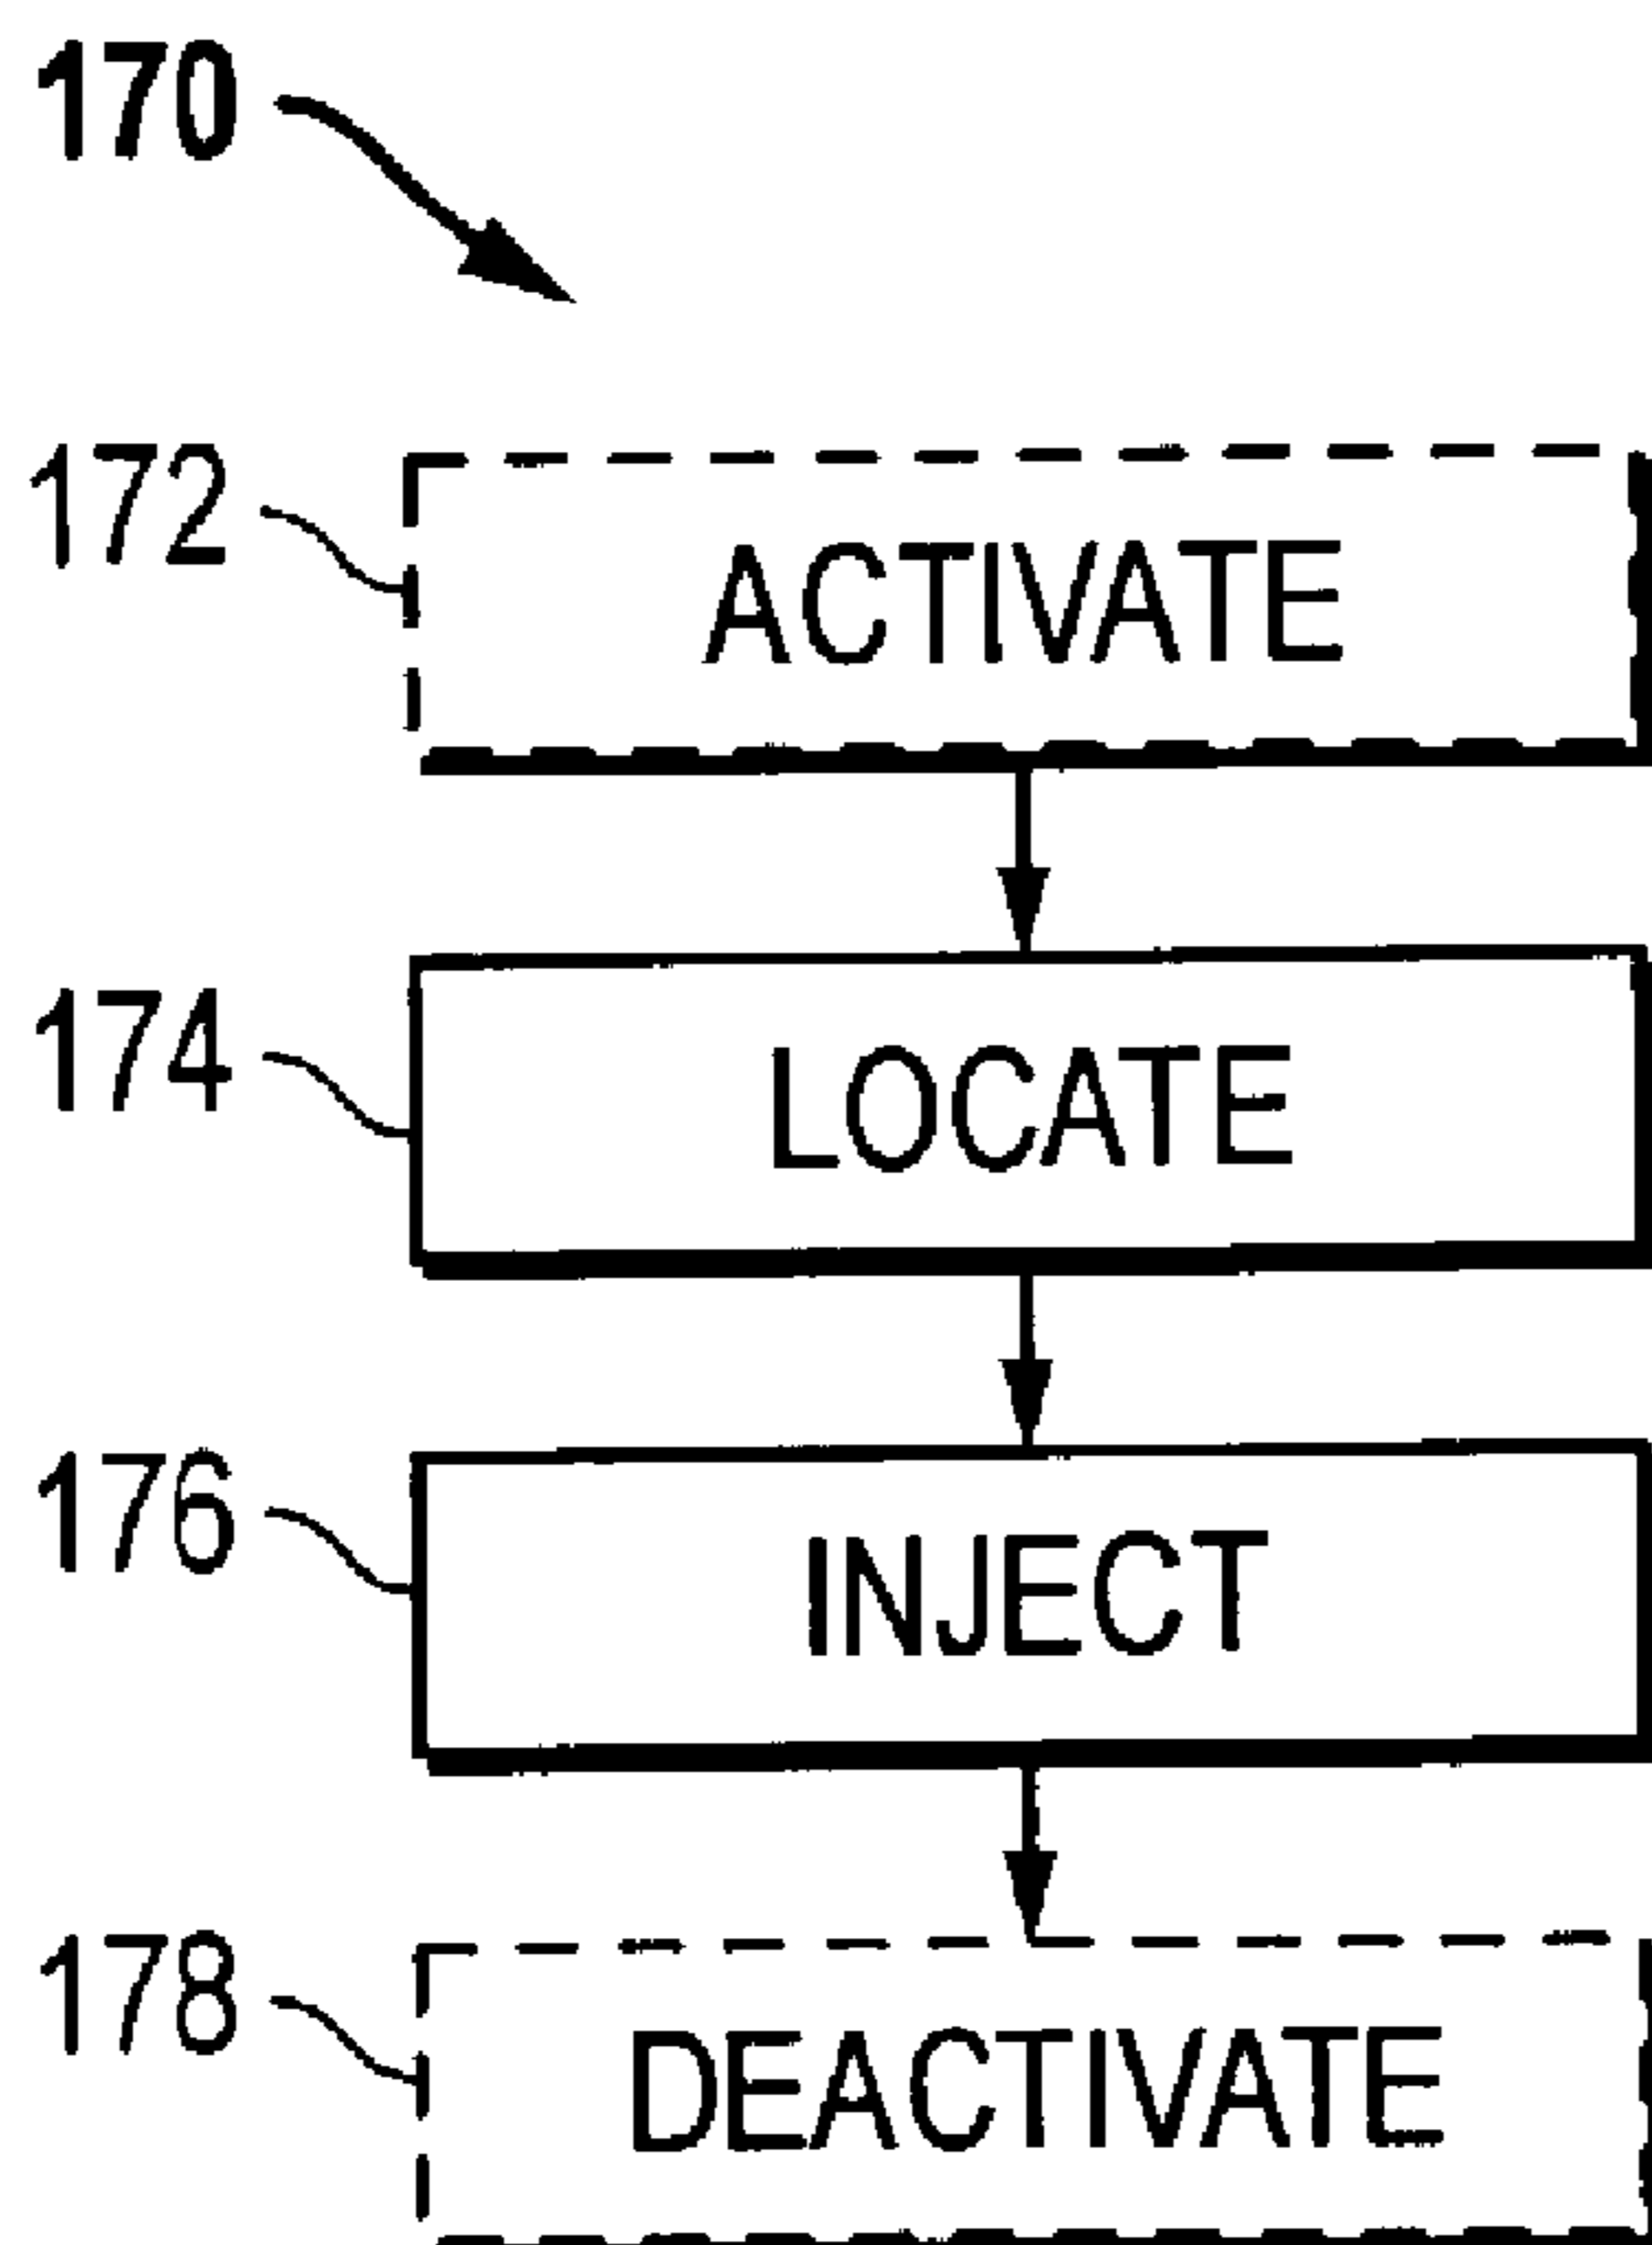 170
172
ACTIVATE
174
LOCATE
176
INJECT
178
DEACTIVATE